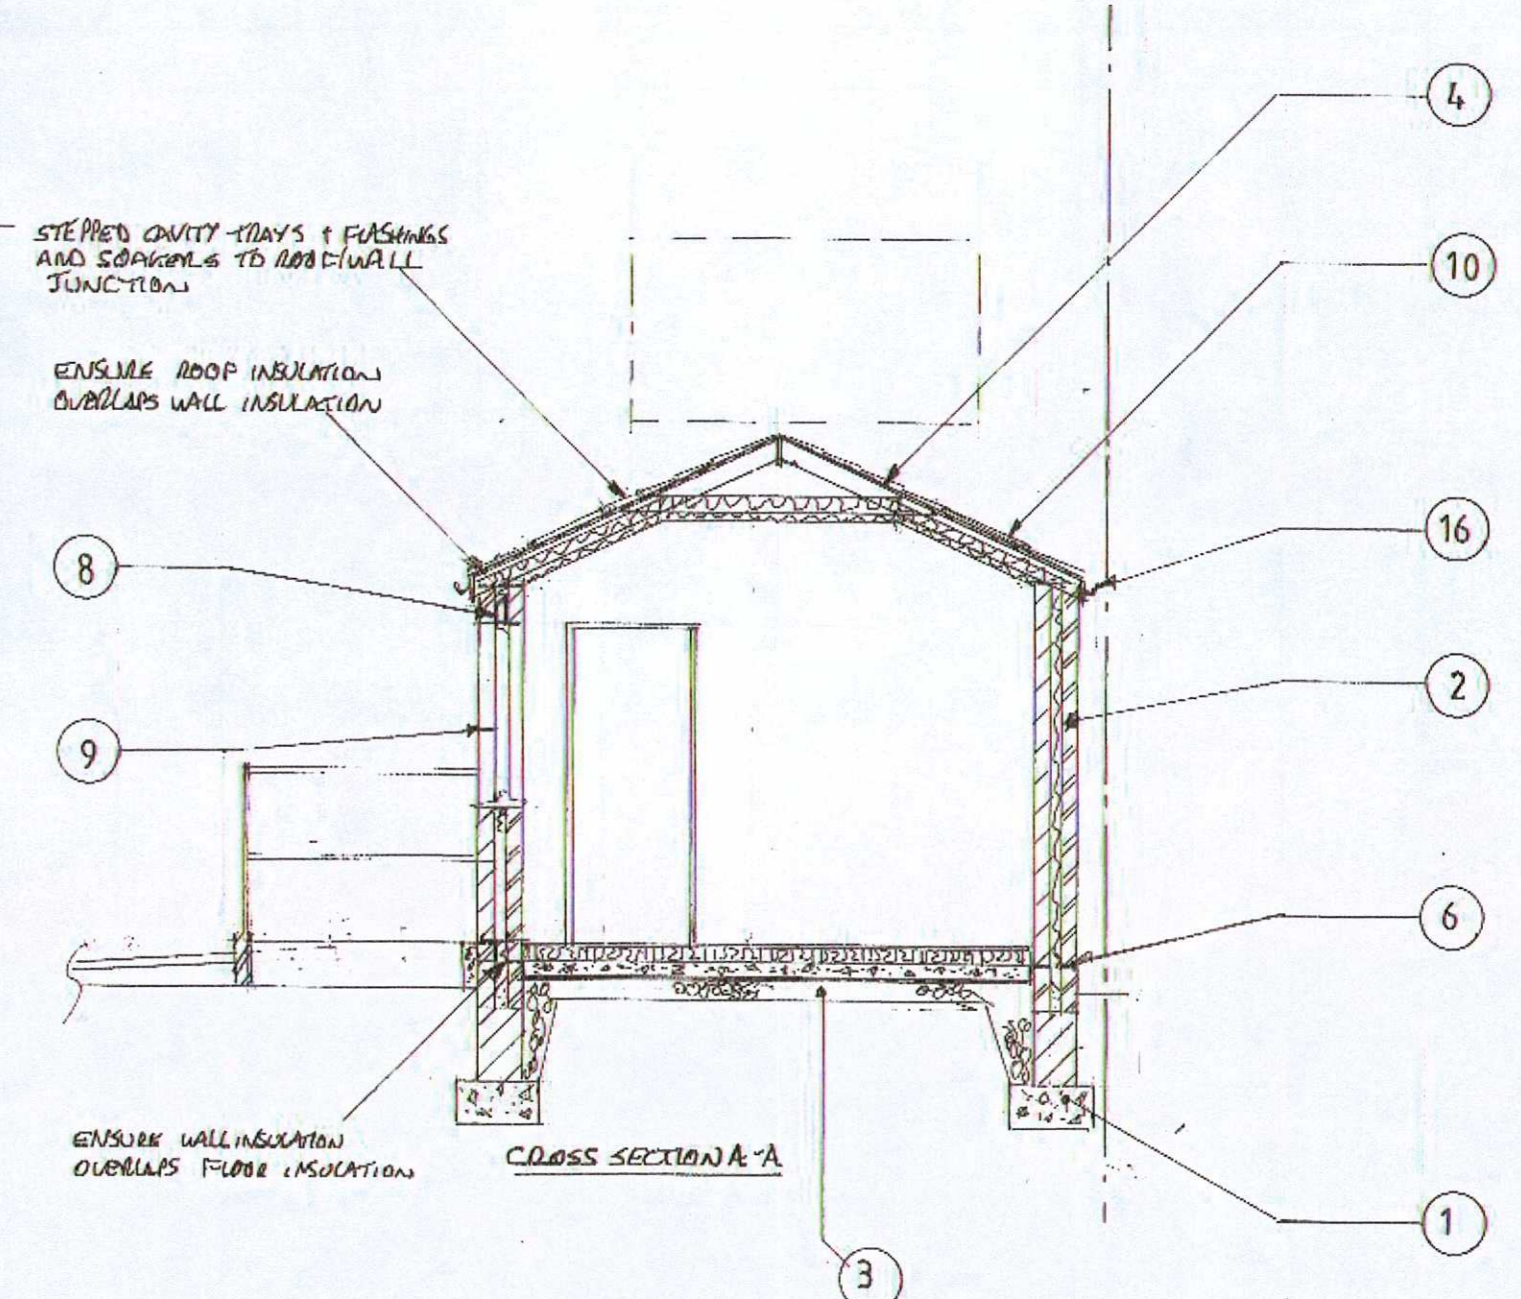 4
STEPPED CAVITY TRAYS & FLASHINGS
AND SOAKERS TO ROOF/WALL
JUNCTION
10
ENSURE ROOF INSULATION
OVERLAPS WALL INSULATION
16
8
2
9
6
ENSURE WALL INSULATION
OVERLAPS FLOOR INSULATION
CROSS SECTION A-A
1
3